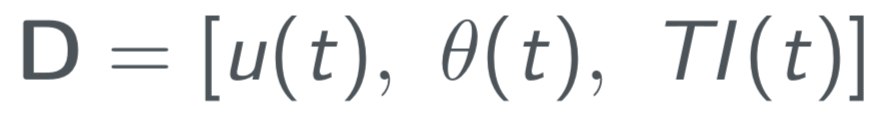 D = [u(t), θ(t), TI(t)]